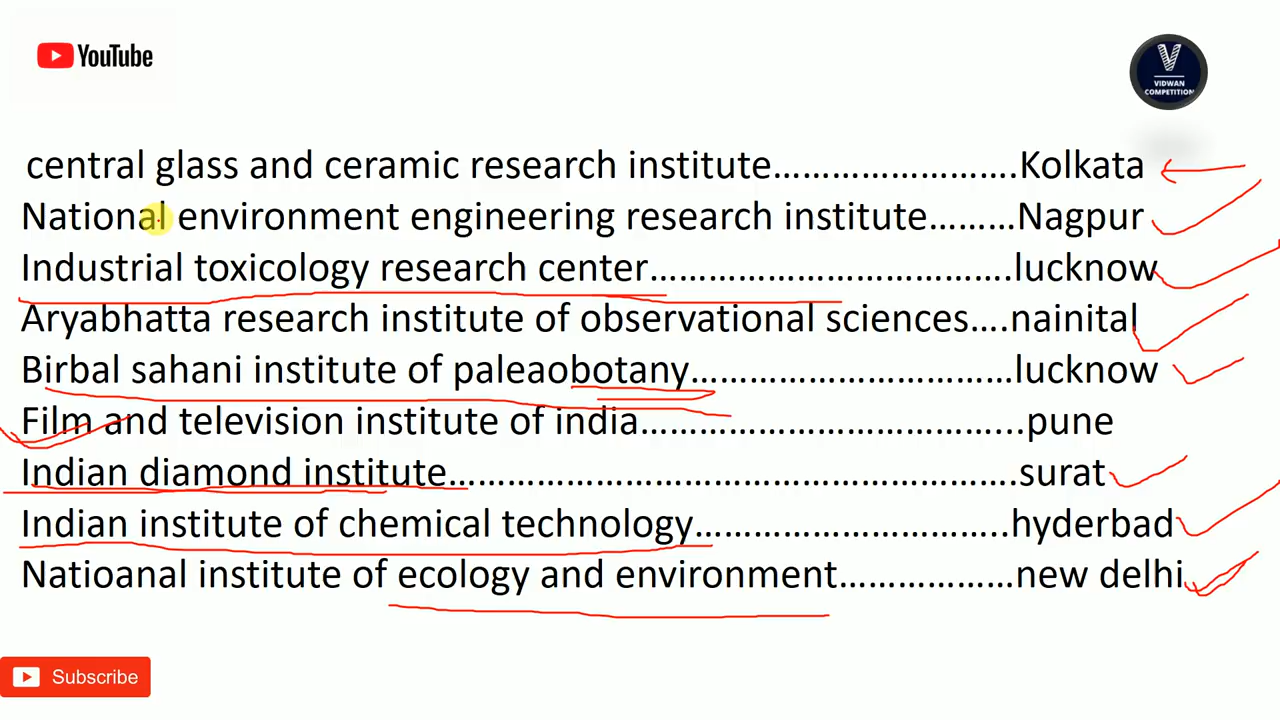 YouTube
V
VIDWAN
COMPETITION
central glass and ceramic research institute…………………….Kolkata
National environment engineering research institute………Nagpur
Industrial toxicology research center……………………………….lucknow
Aryabhatta research institute of observational sciences….nainital
Birbal sahani institute of paleaobotany……………………………lucknow
Film and television institute of india………………………………...pune
Indian diamond institute………………………………………………….surat
Indian institute of chemical technology…………………………..hyderbad
Natioanal institute of ecology and environment………………new delhi
Subscribe